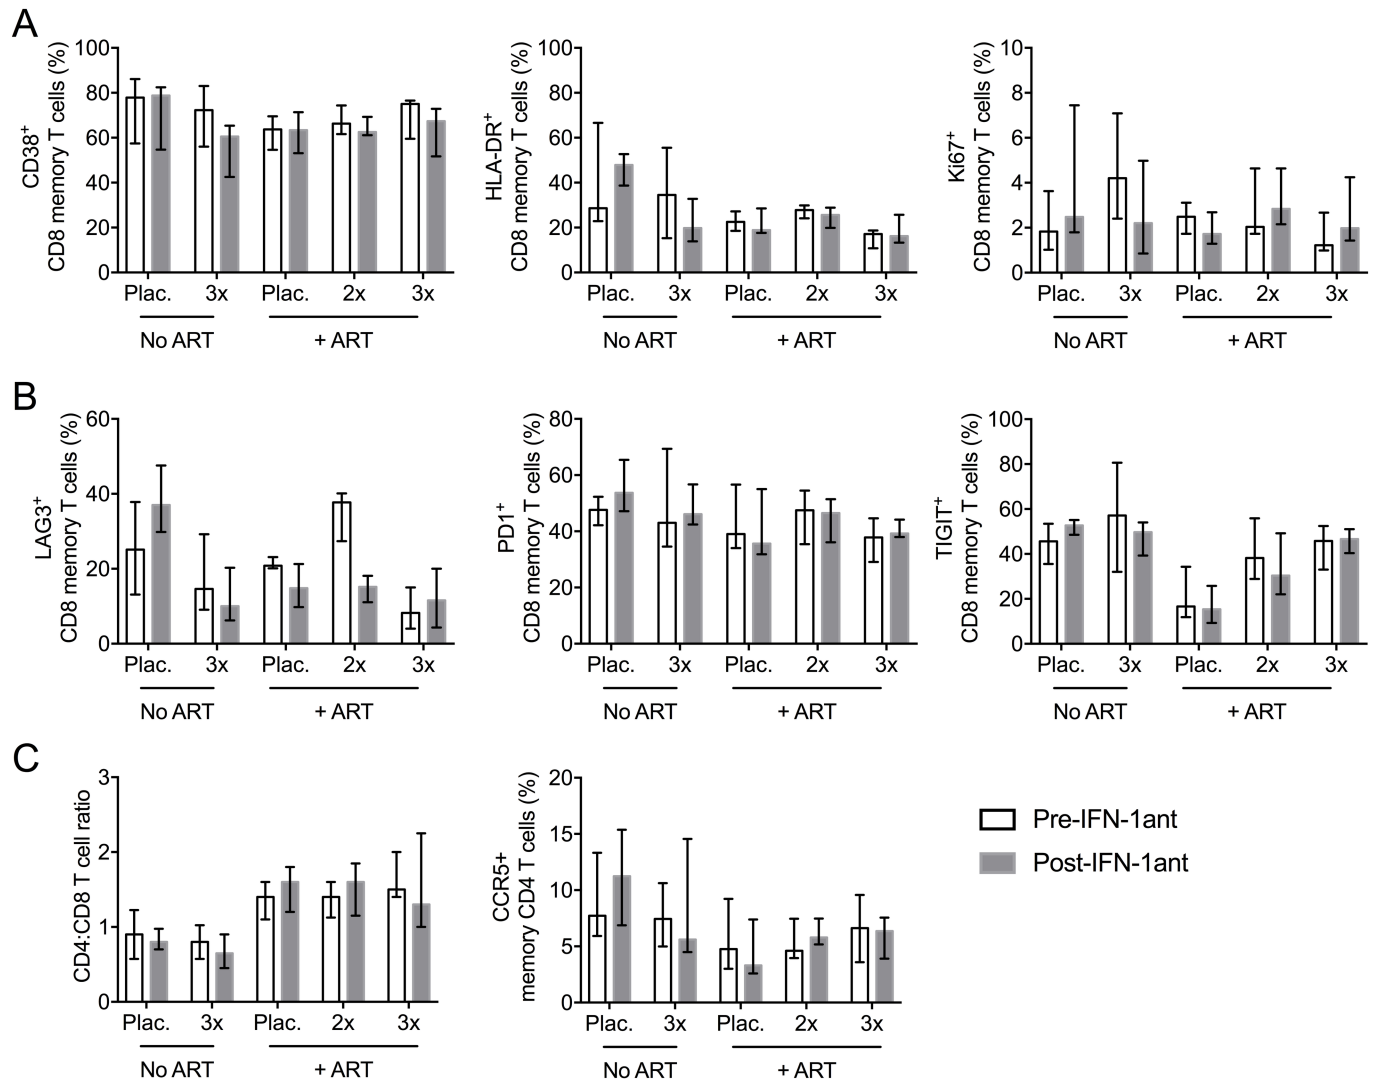 A
CD38+
CD8 memory T cells (%)
100
80
60
40
20
0
Plac. 3x Plac. 2x 3x
No ART + ART
HLA-DR+
CD8 memory T cells (%)
100
80
60
40
20
0
Plac. 3x Plac. 2x 3x
No ART + ART
Ki67+
CD8 memory T cells (%)
10
8
6
4
2
0
Plac. 3x Plac. 2x 3x
No ART + ART
B
LAG3+
CD8 memory T cells (%)
60
40
20
0
Plac. 3x Plac. 2x 3x
No ART + ART
PD1+
CD8 memory T cells (%)
80
60
40
20
0
Plac. 3x Plac. 2x 3x
No ART + ART
TIGIT+
CD8 memory T cells (%)
100
80
60
40
20
0
Plac. 3x Plac. 2x 3x
No ART + ART
C
CD4:CD8 T cell ratio
3
2
1
0
Plac. 3x Plac. 2x 3x
No ART + ART
CCR5+
memory CD4 T cells (%)
20
15
10
5
0
Plac. 3x Plac. 2x 3x
No ART + ART
Pre-IFN-1ant
Post-IFN-1ant